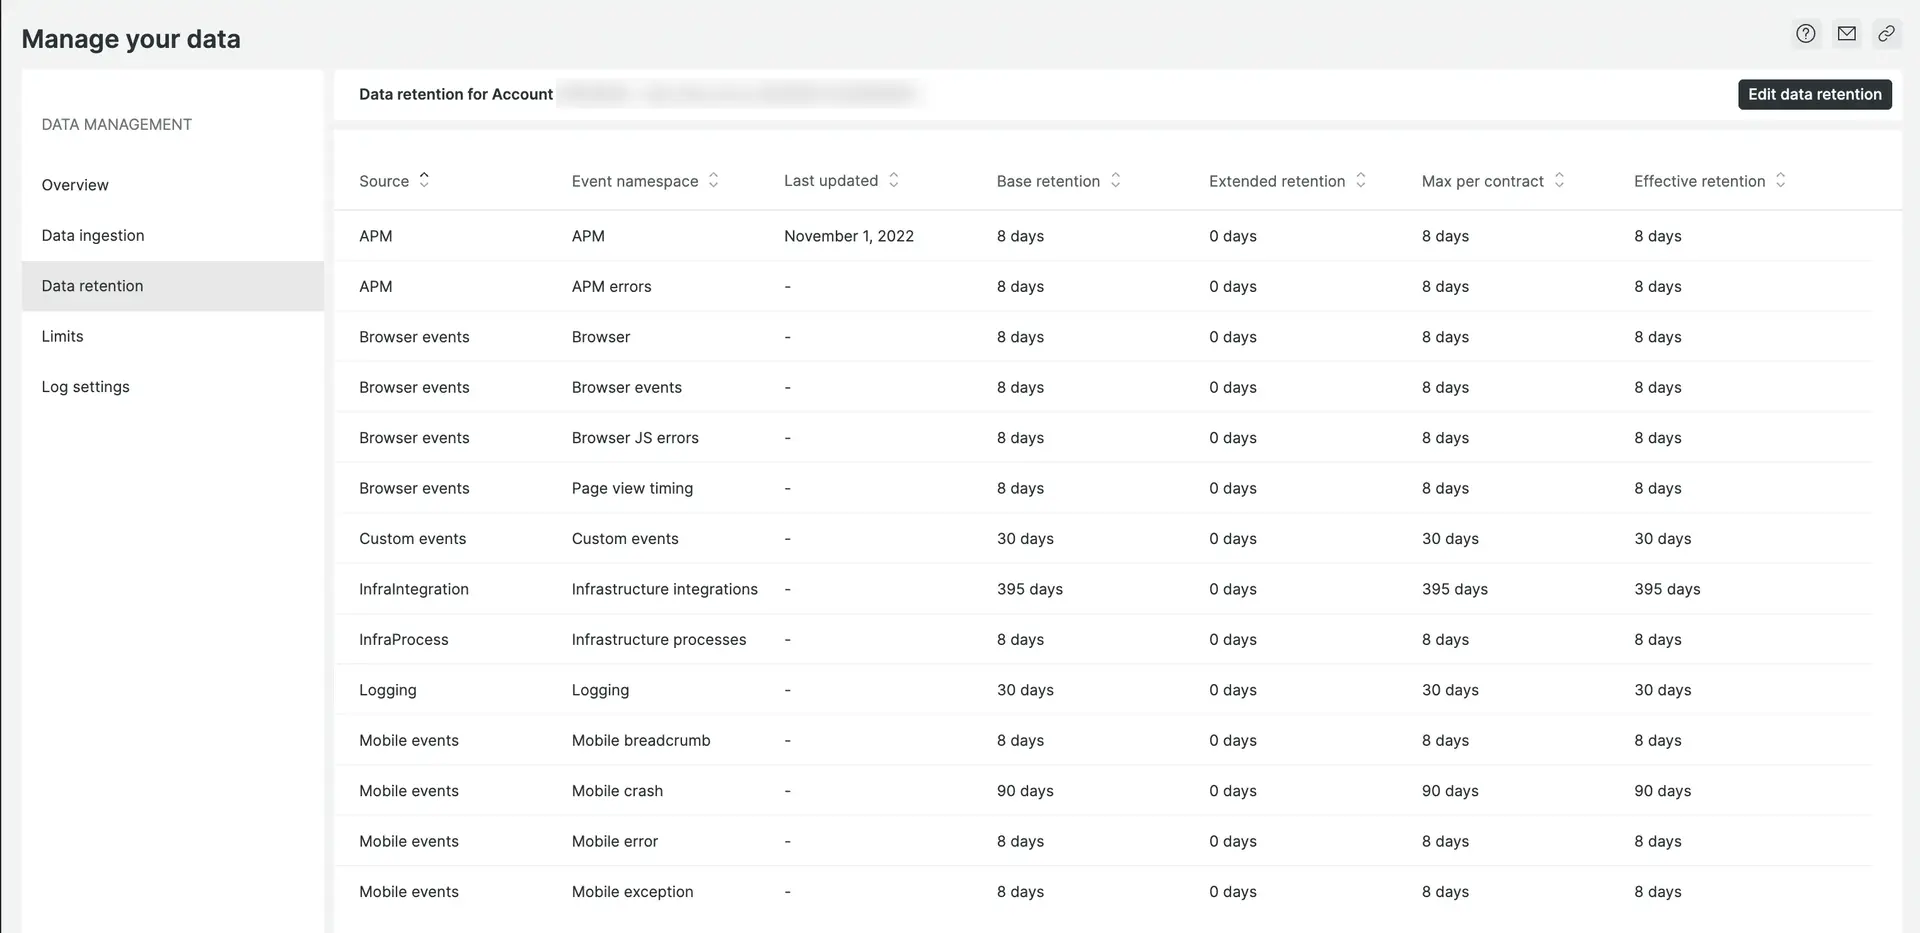 Manage your data
DATA MANAGEMENT
Overview
Data ingestion
Data retention
Limits
Log settings
Data retention for Account
Edit data retention
Source Event namespace Last updated Base retention Extended retention Max per contract Effective retention
APM APM November 1, 2022 8 days 0 days 8 days 8 days
APM APM errors - 8 days 0 days 8 days 8 days
Browser events Browser - 8 days 0 days 8 days 8 days
Browser events Browser events - 8 days 0 days 8 days 8 days
Browser events Browser JS errors - 8 days 0 days 8 days 8 days
Browser events Page view timing - 8 days 0 days 8 days 8 days
Custom events Custom events - 30 days 0 days 30 days 30 days
InfraIntegration Infrastructure integrations - 395 days 0 days 395 days 395 days
InfraProcess Infrastructure processes - 8 days 0 days 8 days 8 days
Logging Logging - 30 days 0 days 30 days 30 days
Mobile events Mobile breadcrumb - 8 days 0 days 8 days 8 days
Mobile events Mobile crash - 90 days 0 days 90 days 90 days
Mobile events Mobile error - 8 days 0 days 8 days 8 days
Mobile events Mobile exception - 8 days 0 days 8 days 8 days